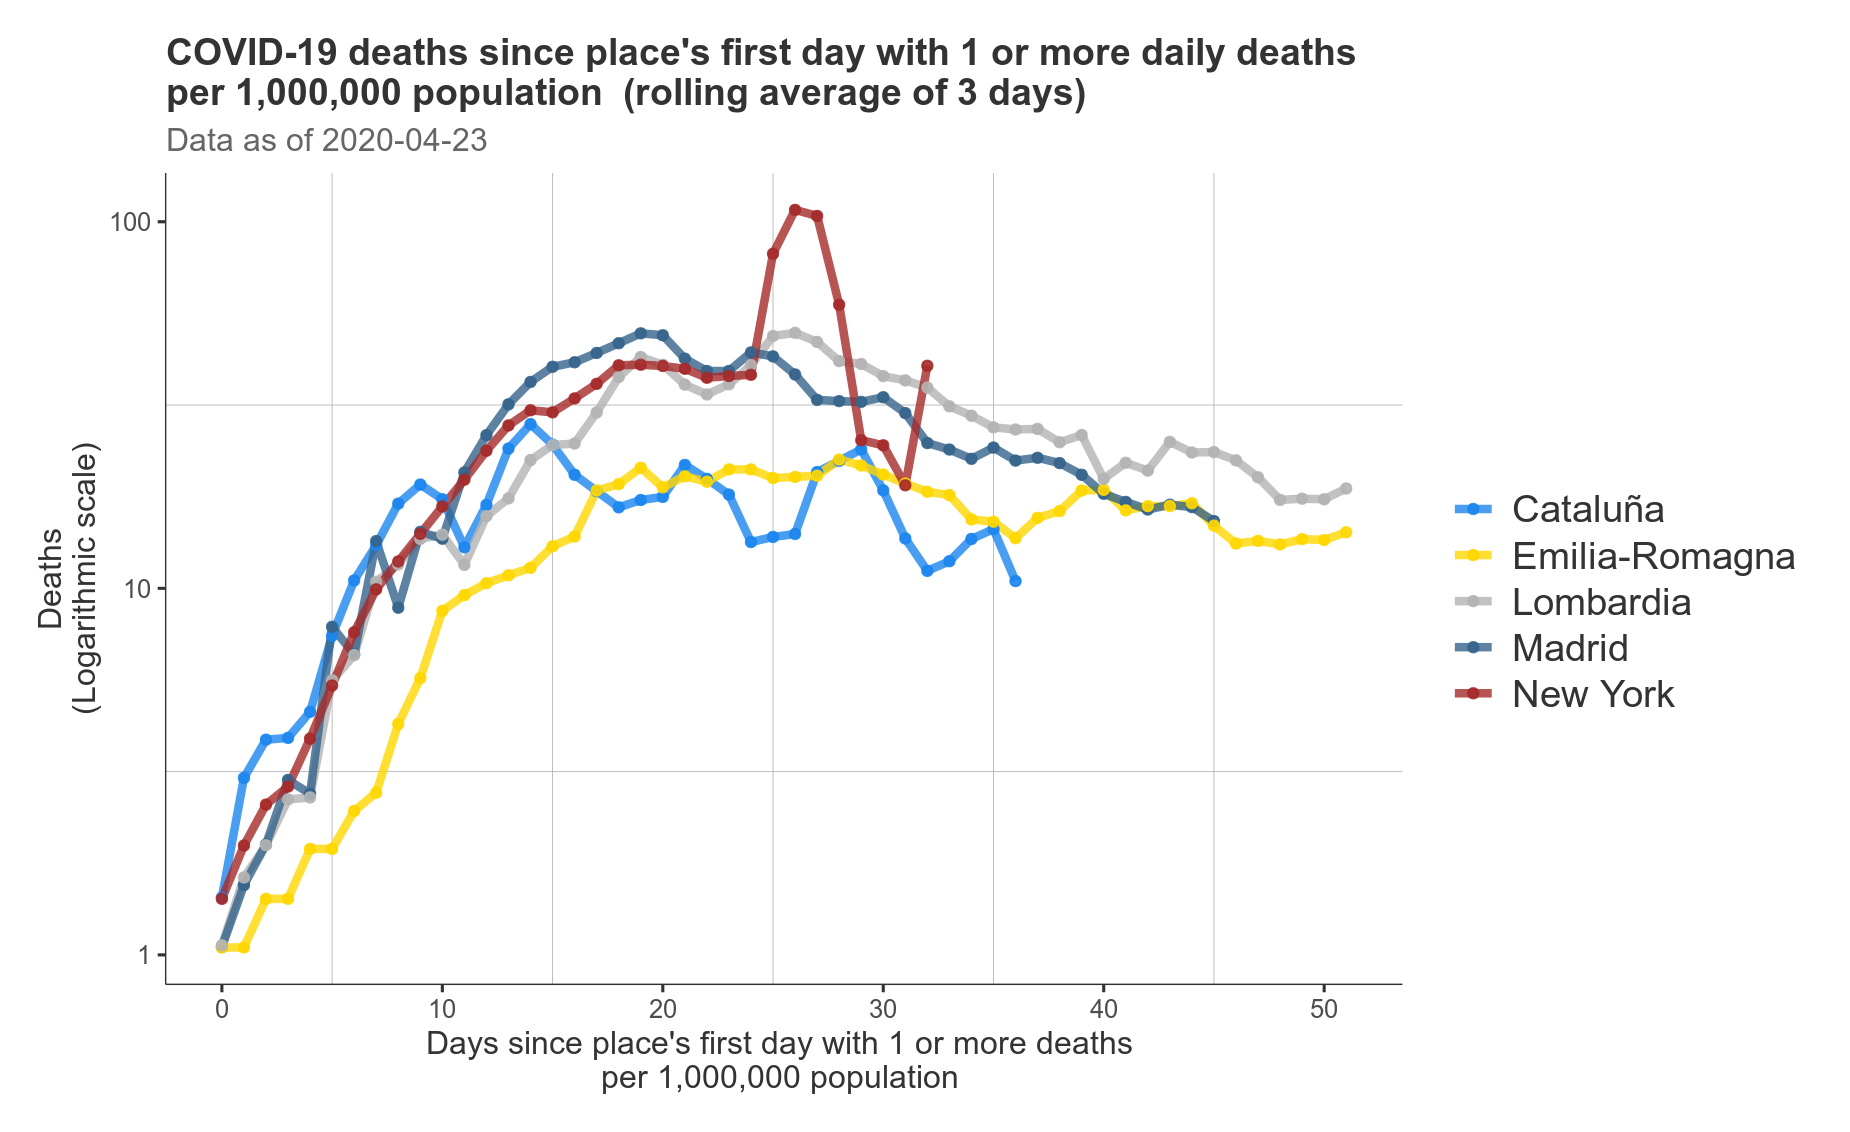 COVID-19 deaths since place's first day with 1 or more daily deaths
per 1,000,000 population (rolling average of 3 days)
Data as of 2020-04-23
100
10
1
Deaths
(Logarithmic scale)
0
10
20
30
40
50
Days since place's first day with 1 or more deaths
per 1,000,000 population
Cataluña
Emilia-Romagna
Lombardia
Madrid
New York